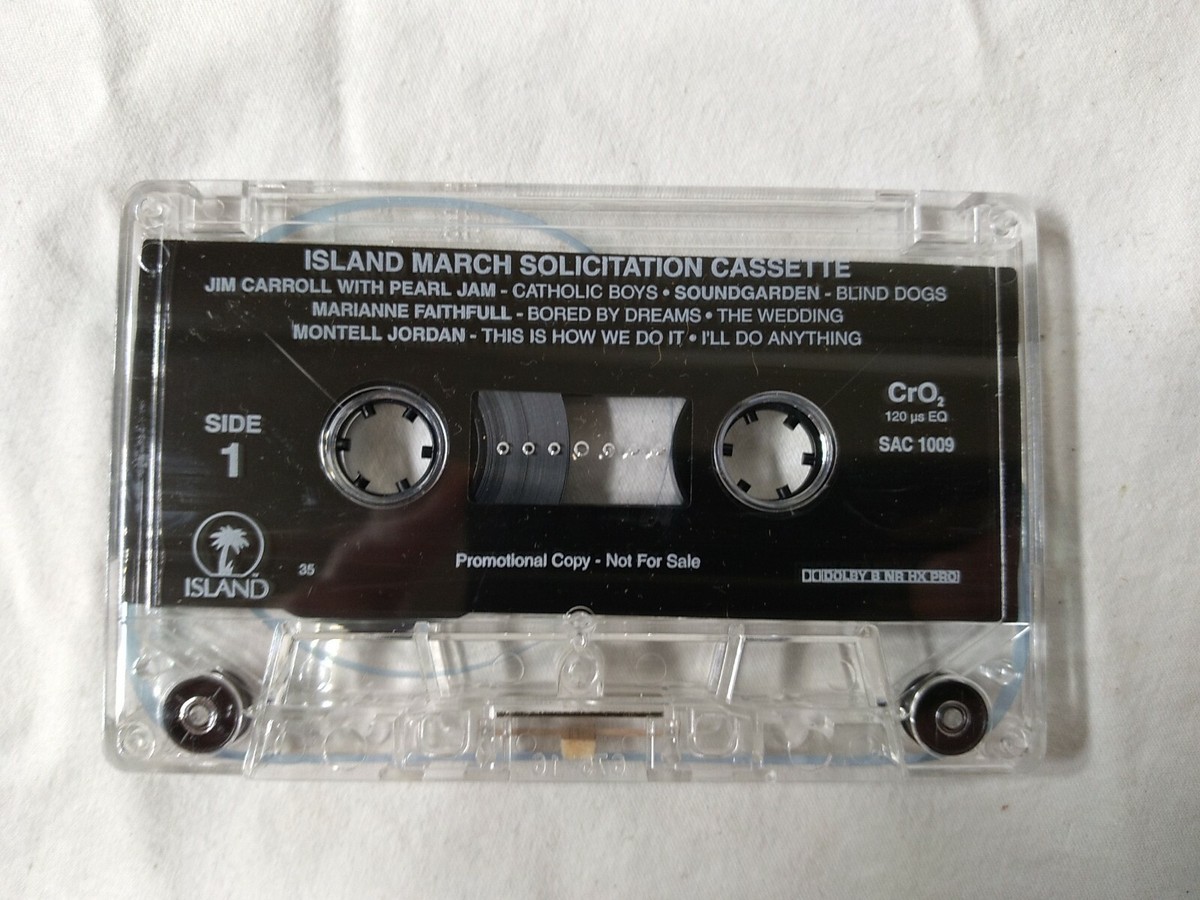 ISLAND MARCH SOLICITATION CASSETTE
JIM CARROLL WITH PEARL JAM - CATHOLIC BOYS • SOUNDGARDEN - BLIND DOGS
MARIANNE FAITHFULL - BORED BY DREAMS • THE WEDDING
MONTELL JORDAN - THIS IS HOW WE DO IT • I'LL DO ANYTHING
SIDE
1
CrO₂
120 µs EQ
SAC 1009
ISLAND
35
Promotional Copy - Not For Sale
DOLBY B NR HX PRO